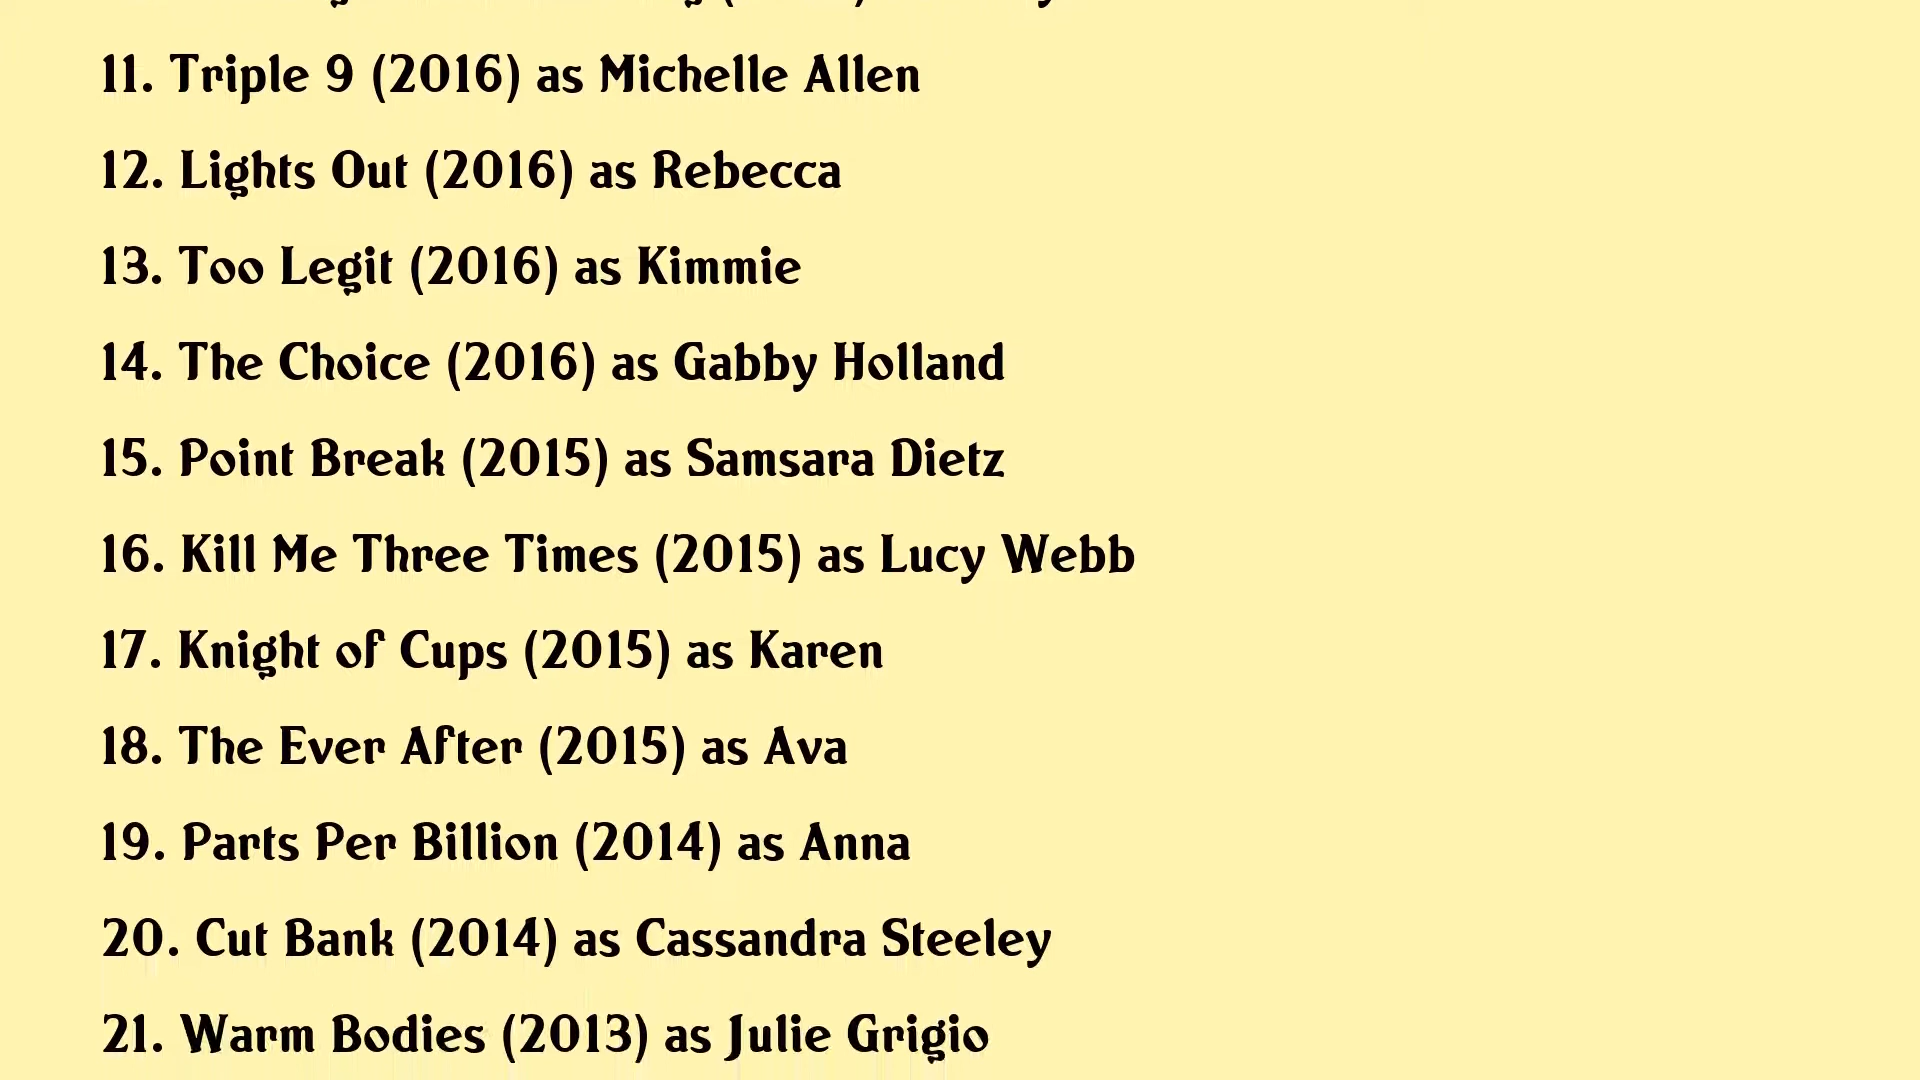 11. Triple 9 (2016) as Michelle Allen
12. Lights Out (2016) as Rebecca
13. Too Legit (2016) as Kimmie
14. The Choice (2016) as Gabby Holland
15. Point Break (2015) as Samsara Dietz
16. Kill Me Three Times (2015) as Lucy Webb
17. Knight of Cups (2015) as Karen
18. The Ever After (2015) as Ava
19. Parts Per Billion (2014) as Anna
20. Cut Bank (2014) as Cassandra Steeley
21. Warm Bodies (2013) as Julie Grigio